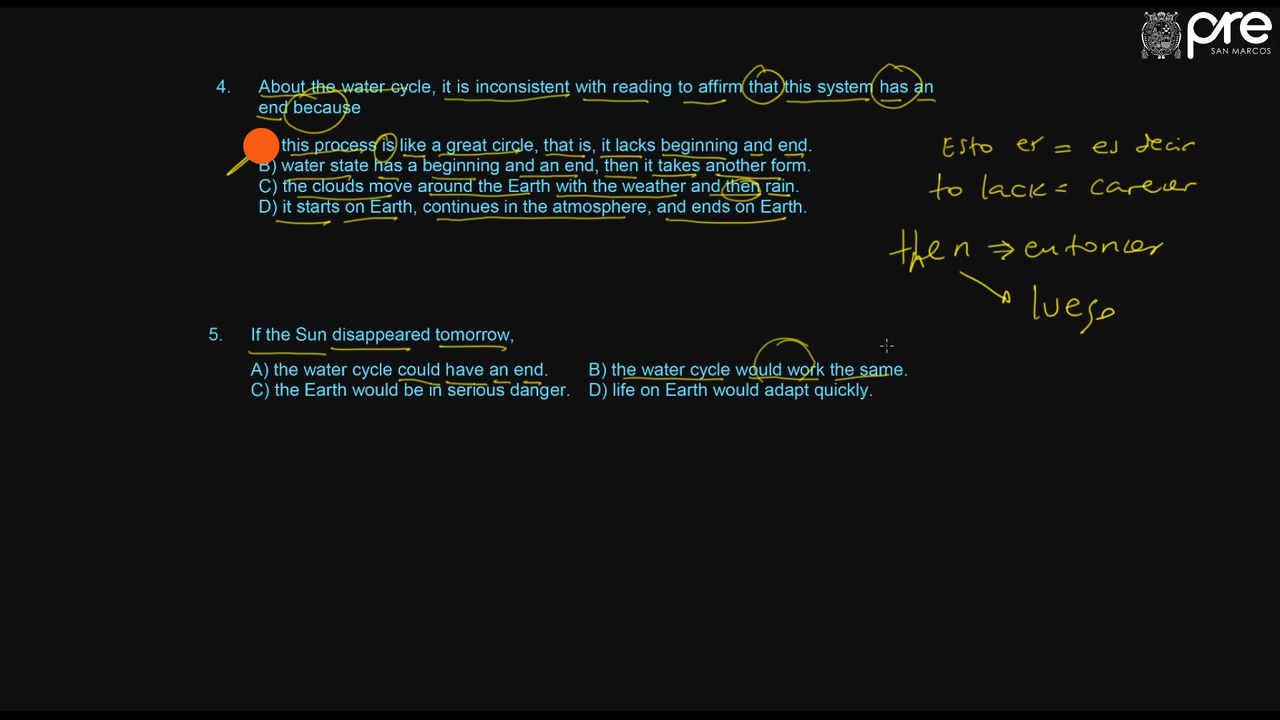 pre
SAN MARCOS
4. About the water cycle, it is inconsistent with reading to affirm that this system has an
end because
this process is like a great circle, that is, it lacks beginning and end.
B) water state has a beginning and an end, then it takes another form.
C) the clouds move around the Earth with the weather and then rain.
D) it starts on Earth, continues in the atmosphere, and ends on Earth.
Esto es = es decir
to lack = carecer
then ⇒ entonces
luego
5. If the Sun disappeared tomorrow,
A) the water cycle could have an end. B) the water cycle would work the same.
C) the Earth would be in serious danger. D) life on Earth would adapt quickly.